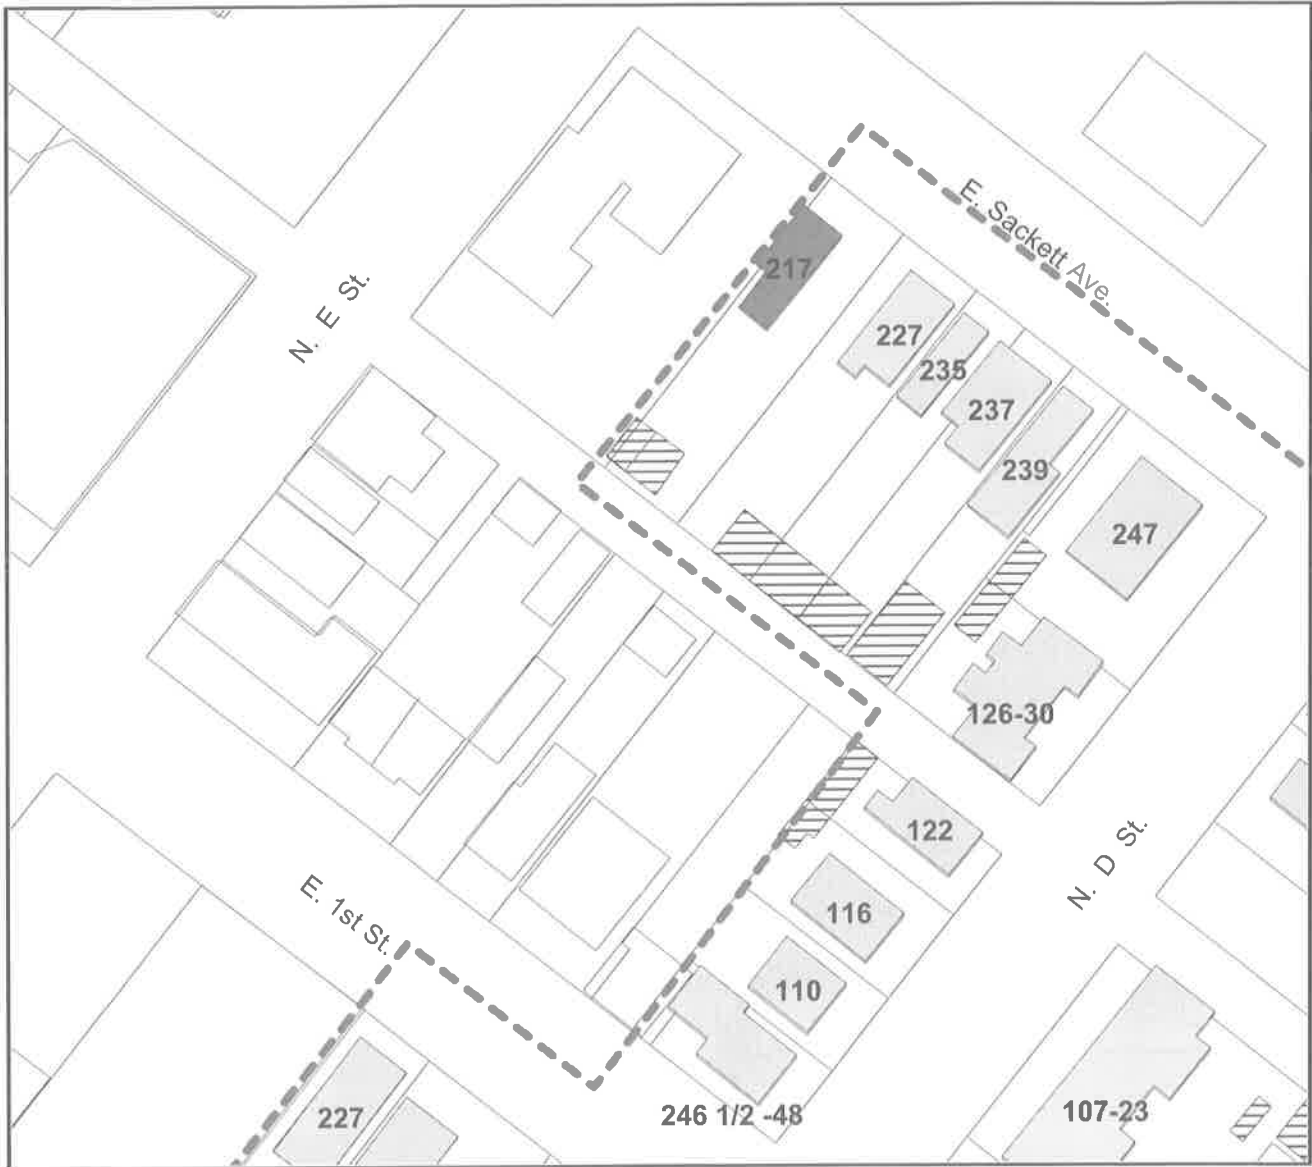 E. Sackett Ave.
217
N. E St.
227
235
237
239
247
126-30
122
N. D St.
116
E. 1st St.
110
227
246 1/2 -48
107-23